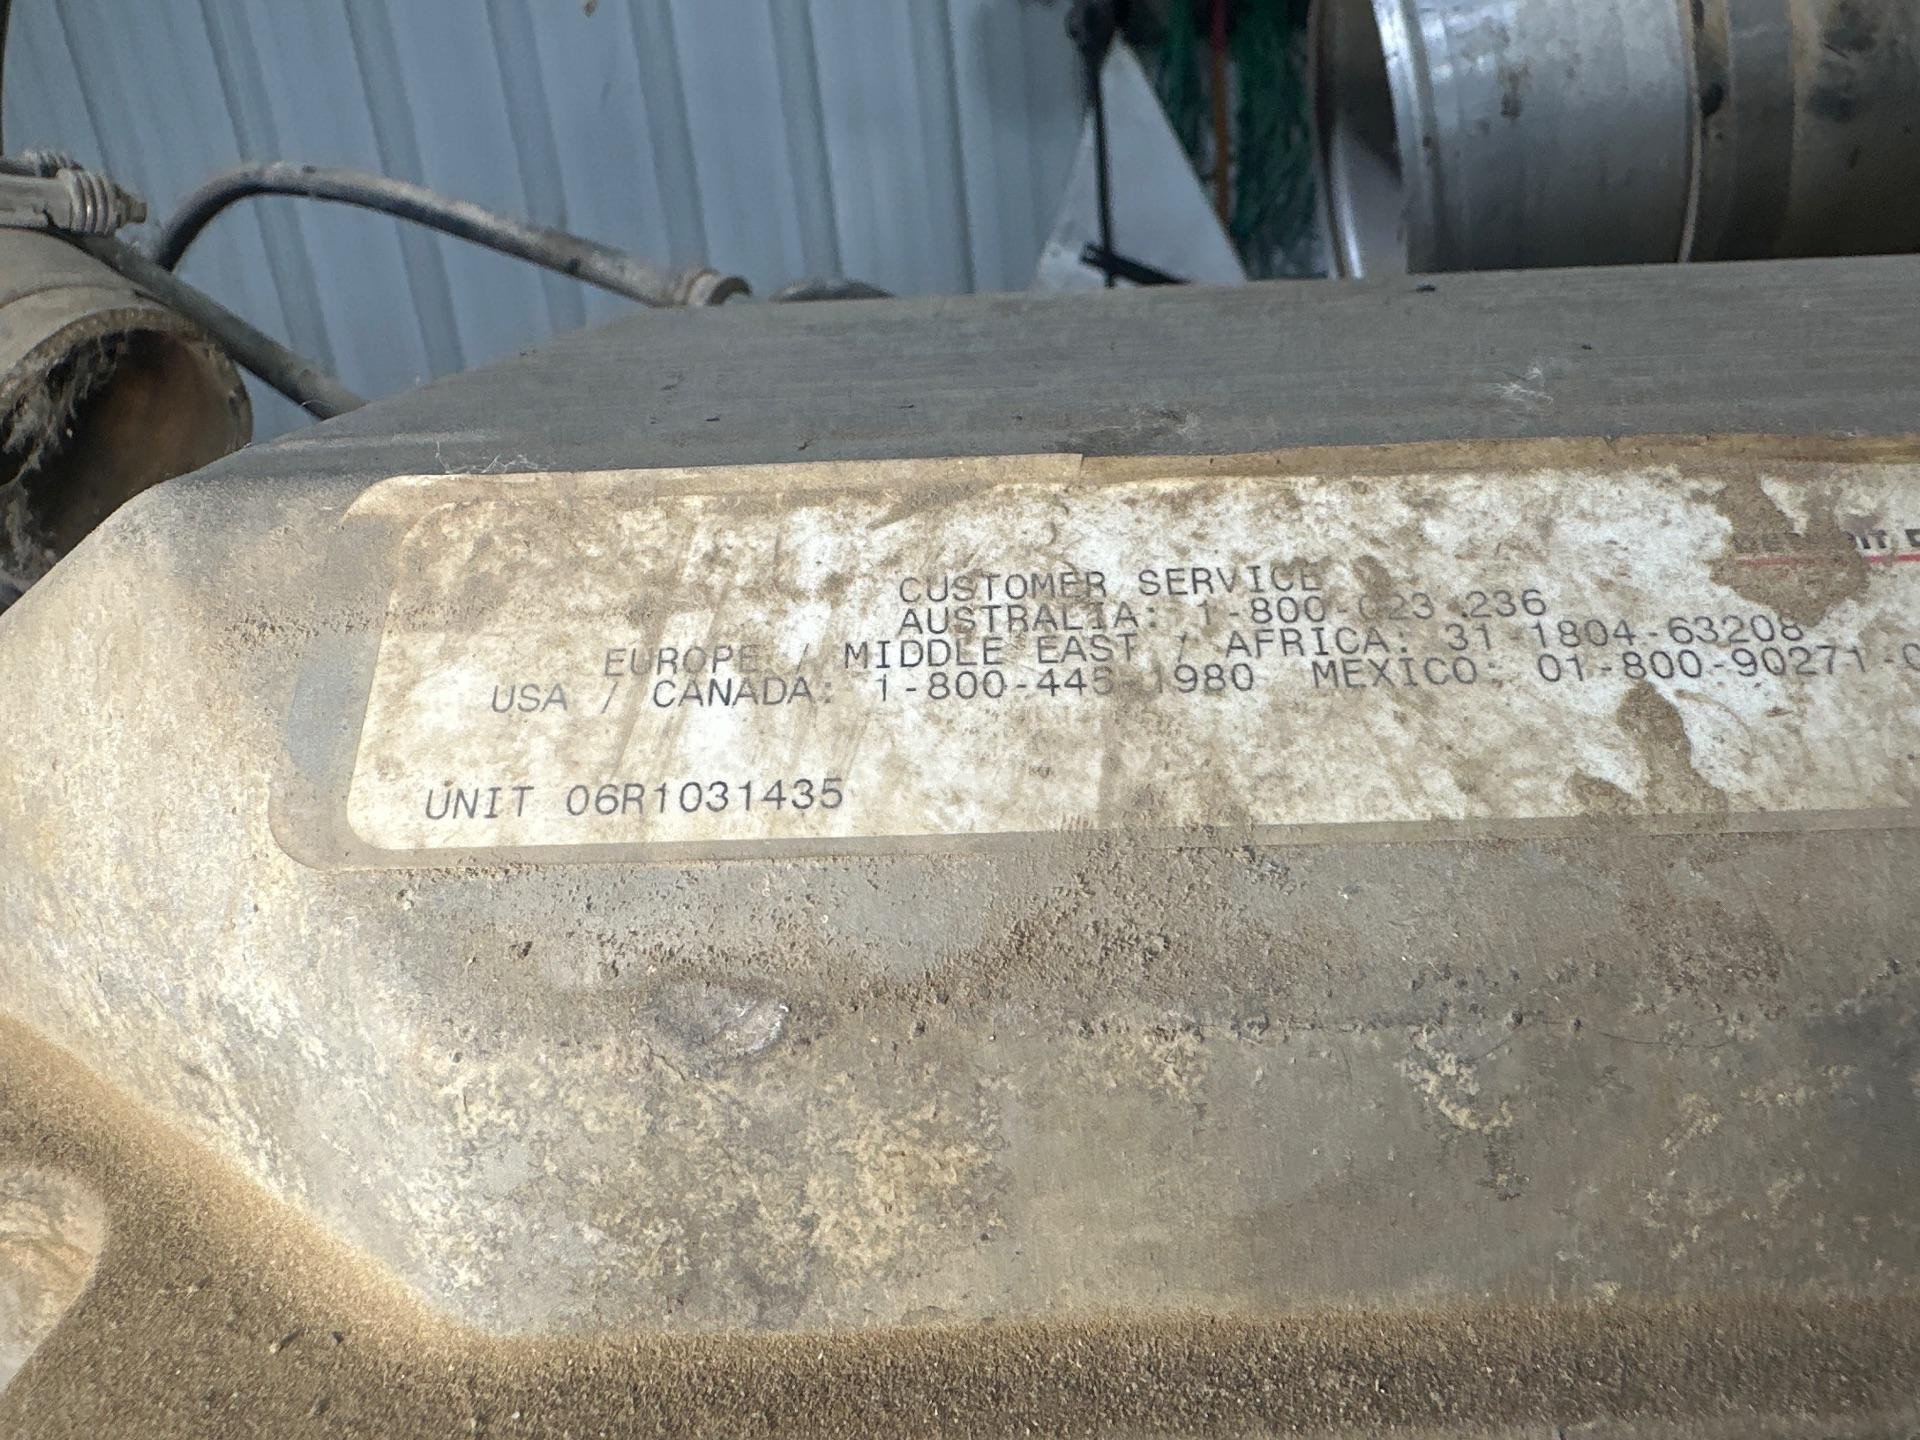 CUSTOMER SERVICE
AUSTRALIA: 1-800-023 236
EUROPE / MIDDLE EAST / AFRICA: 31 1804-63208
USA / CANADA: 1-800-445-1980 MEXICO: 01-800-90271-0
UNIT 06R1031435